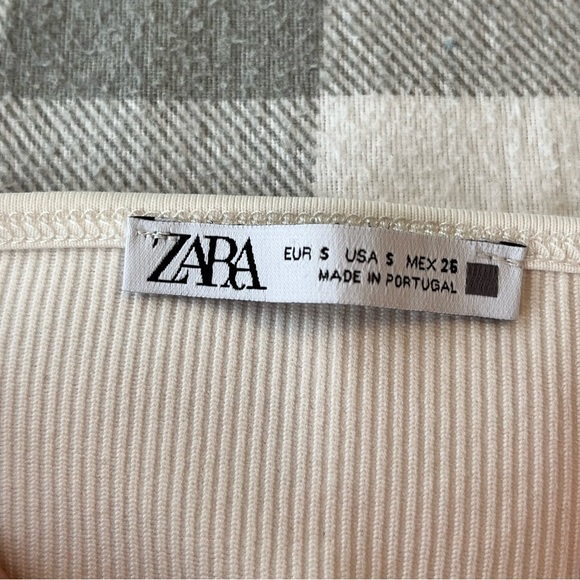 ZARA
EUR S USA S MEX 26
MADE IN PORTUGAL